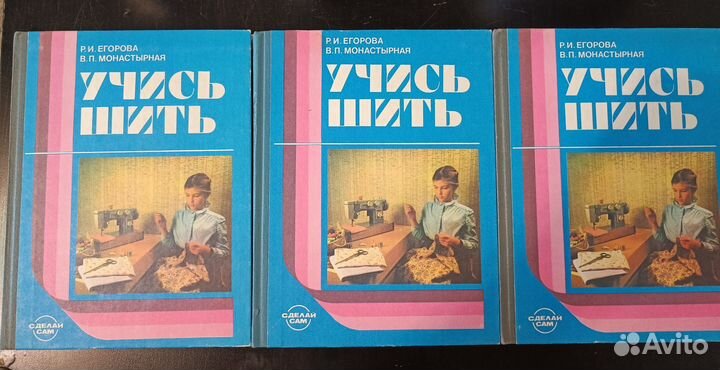 Р.И. ЕГОРОВА
В.П. МОНАСТЫРНАЯ
УЧИСЬ
ШИТЬ
СДЕЛАЙ
САМ
Р.И. ЕГОРОВА
В.П. МОНАСТЫРНАЯ
УЧИСЬ
ШИТЬ
СДЕЛАЙ
САМ
Р.И. ЕГОРОВА
В.П. МОНАСТЫРНАЯ
УЧИСЬ
ШИТЬ
СДЕЛАЙ
САМ
Avito